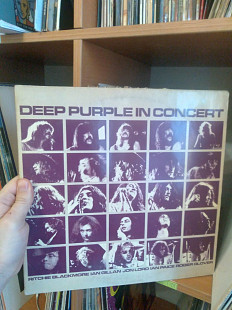 DEEP PURPLE IN CONCERT
RITCHIE BLACKMORE IAN GILLAN JON LORD IAN PAICE ROGER GLOVER